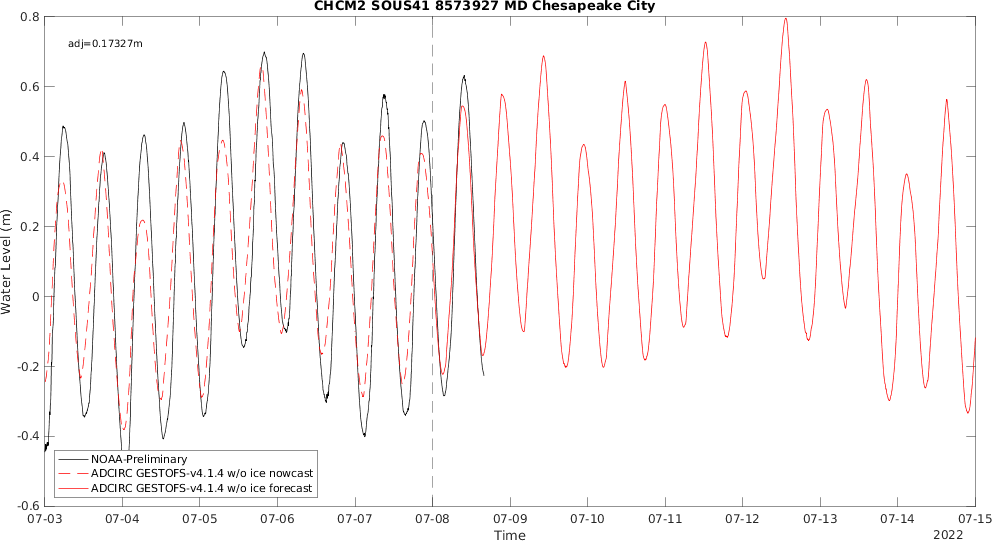 CHCM2 SOUS41 8573927 MD Chesapeake City
adj=0.17327m
Water Level (m)
0.8
0.6
0.4
0.2
0
-0.2
-0.4
-0.6
NOAA-Preliminary
ADCIRC GESTOFS-v4.1.4 w/o ice nowcast
ADCIRC GESTOFS-v4.1.4 w/o ice forecast
07-03 07-04 07-05 07-06 07-07 07-08 07-09 07-10 07-11 07-12 07-13 07-14 07-15
Time
2022